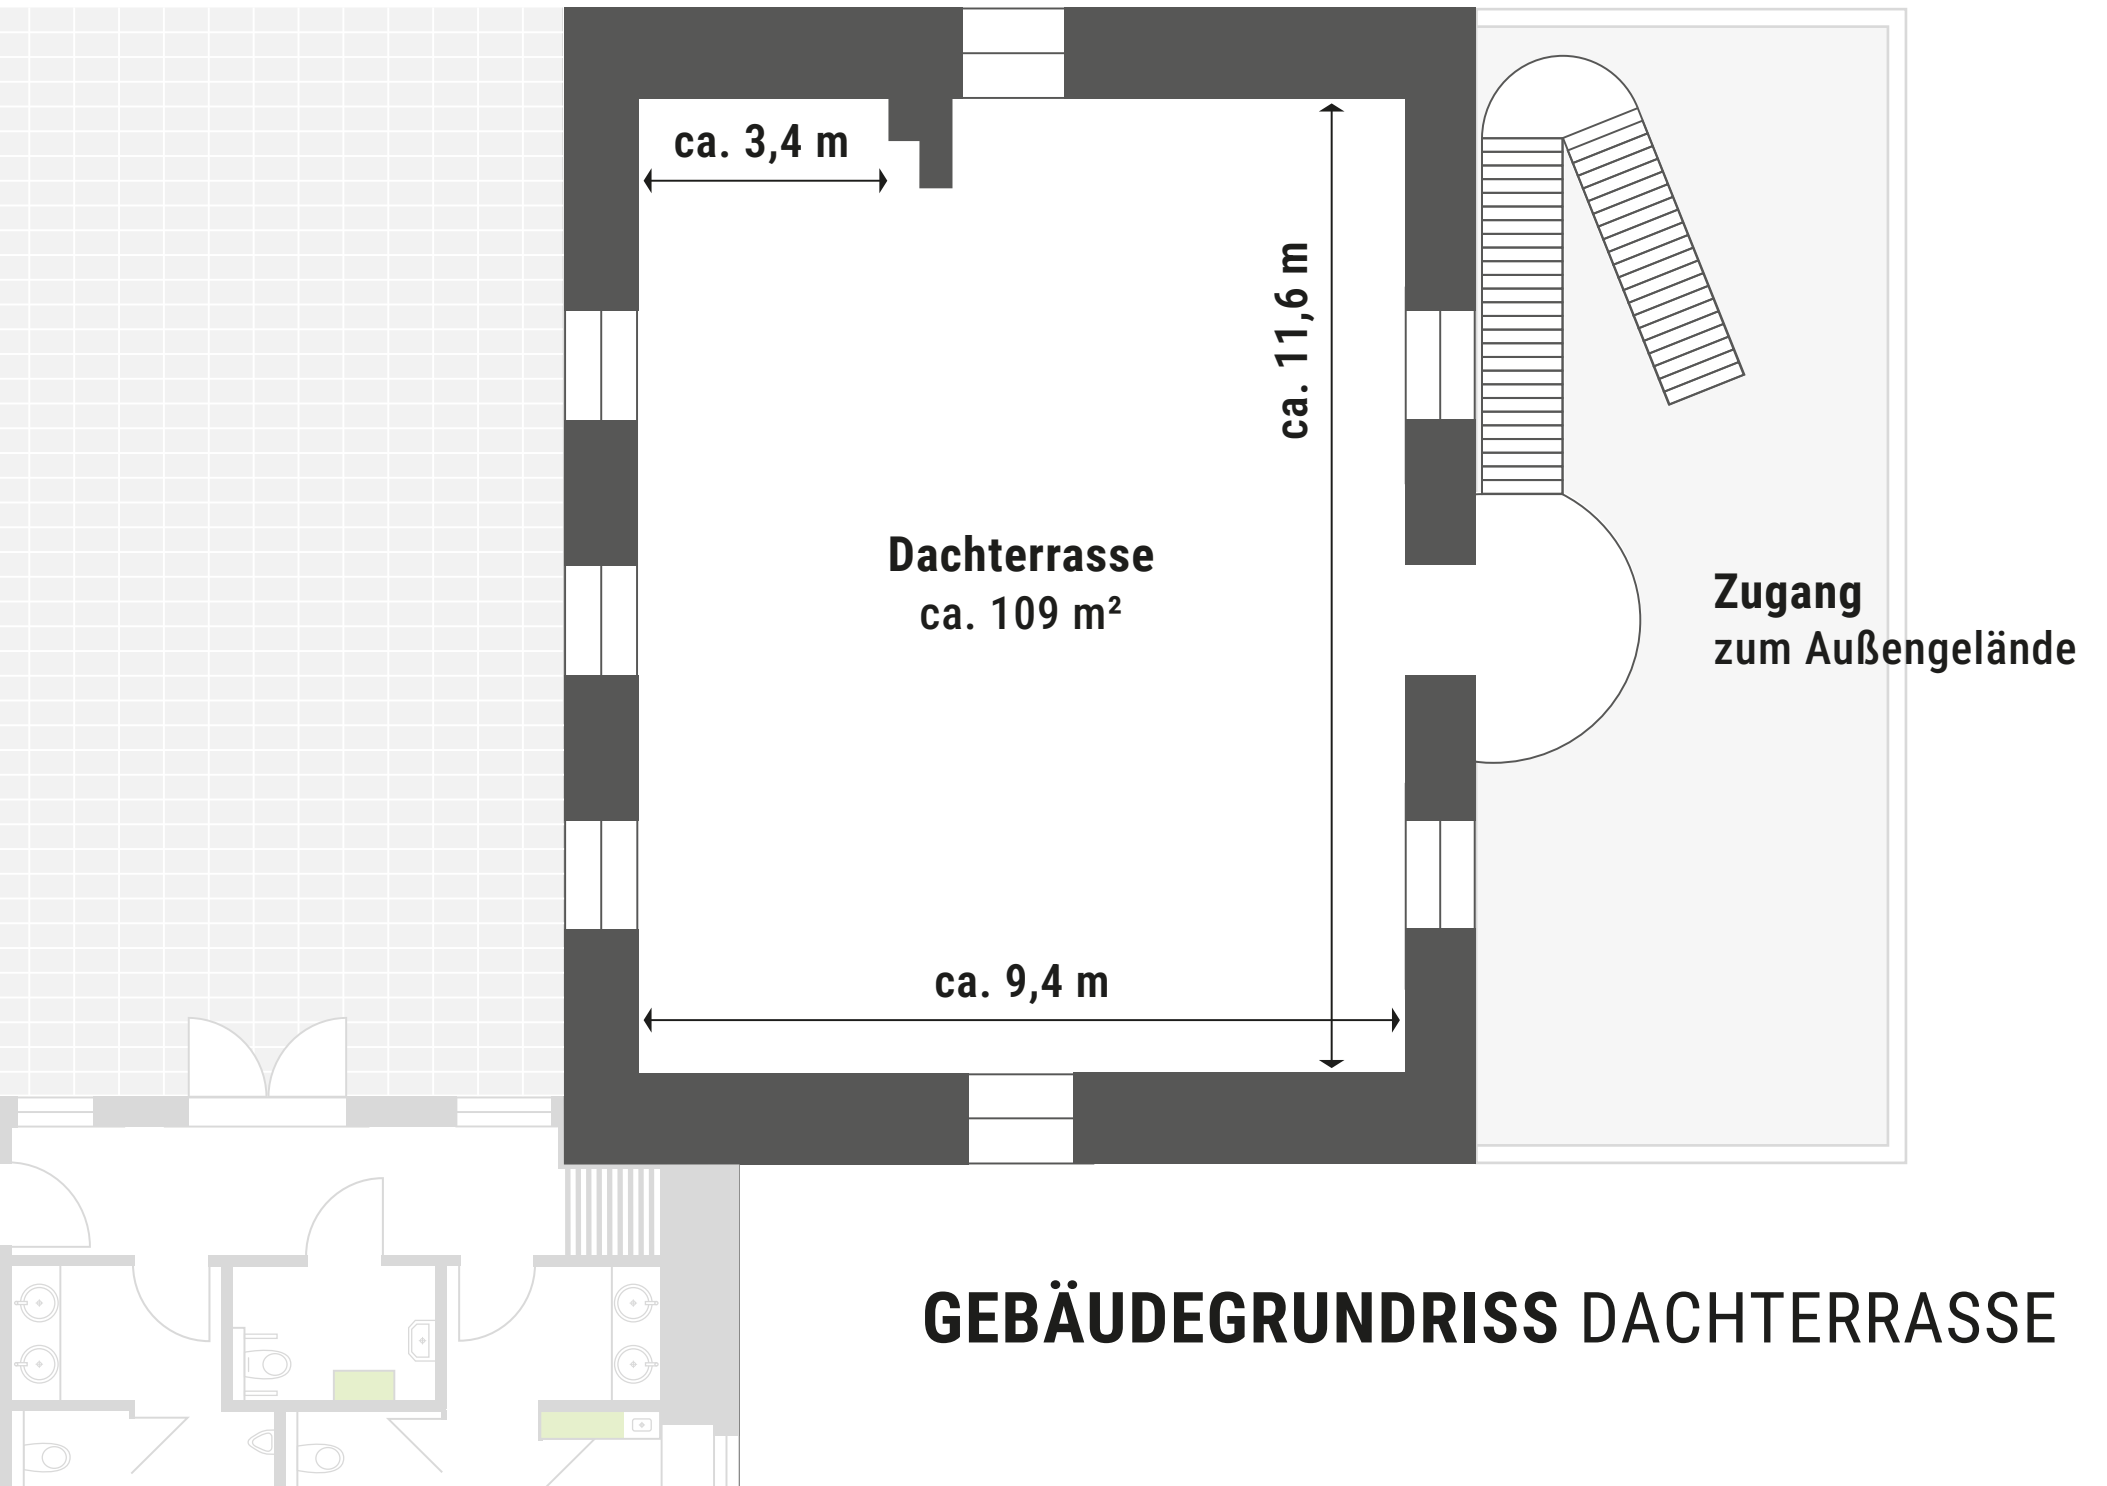 ca. 3,4 m
ca. 11,6 m
Dachterrasse
ca. 109 m²
Zugang
zum Außengelände
ca. 9,4 m
GEBÄUDEGRUNDRISS DACHTERRASSE